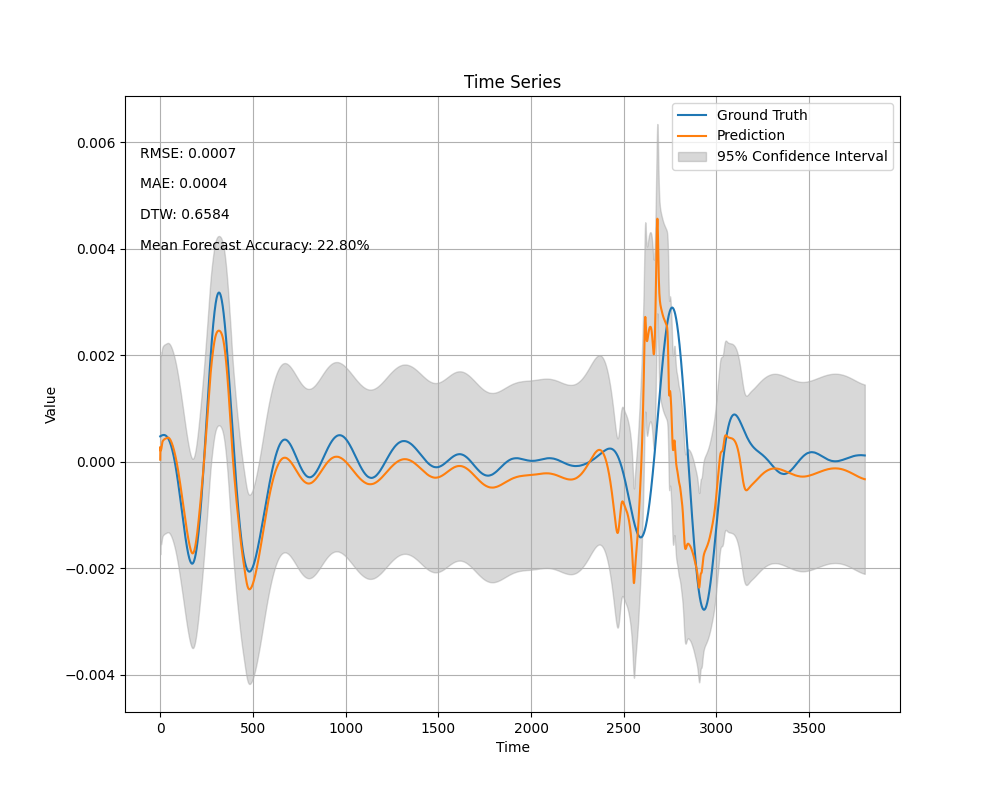 Time Series
Ground Truth
Prediction
95% Confidence Interval
RMSE: 0.0007
MAE: 0.0004
DTW: 0.6584
Mean Forecast Accuracy: 22.80%
0.006
0.004
0.002
0.000
−0.002
−0.004
Value
0 500 1000 1500 2000 2500 3000 3500
Time